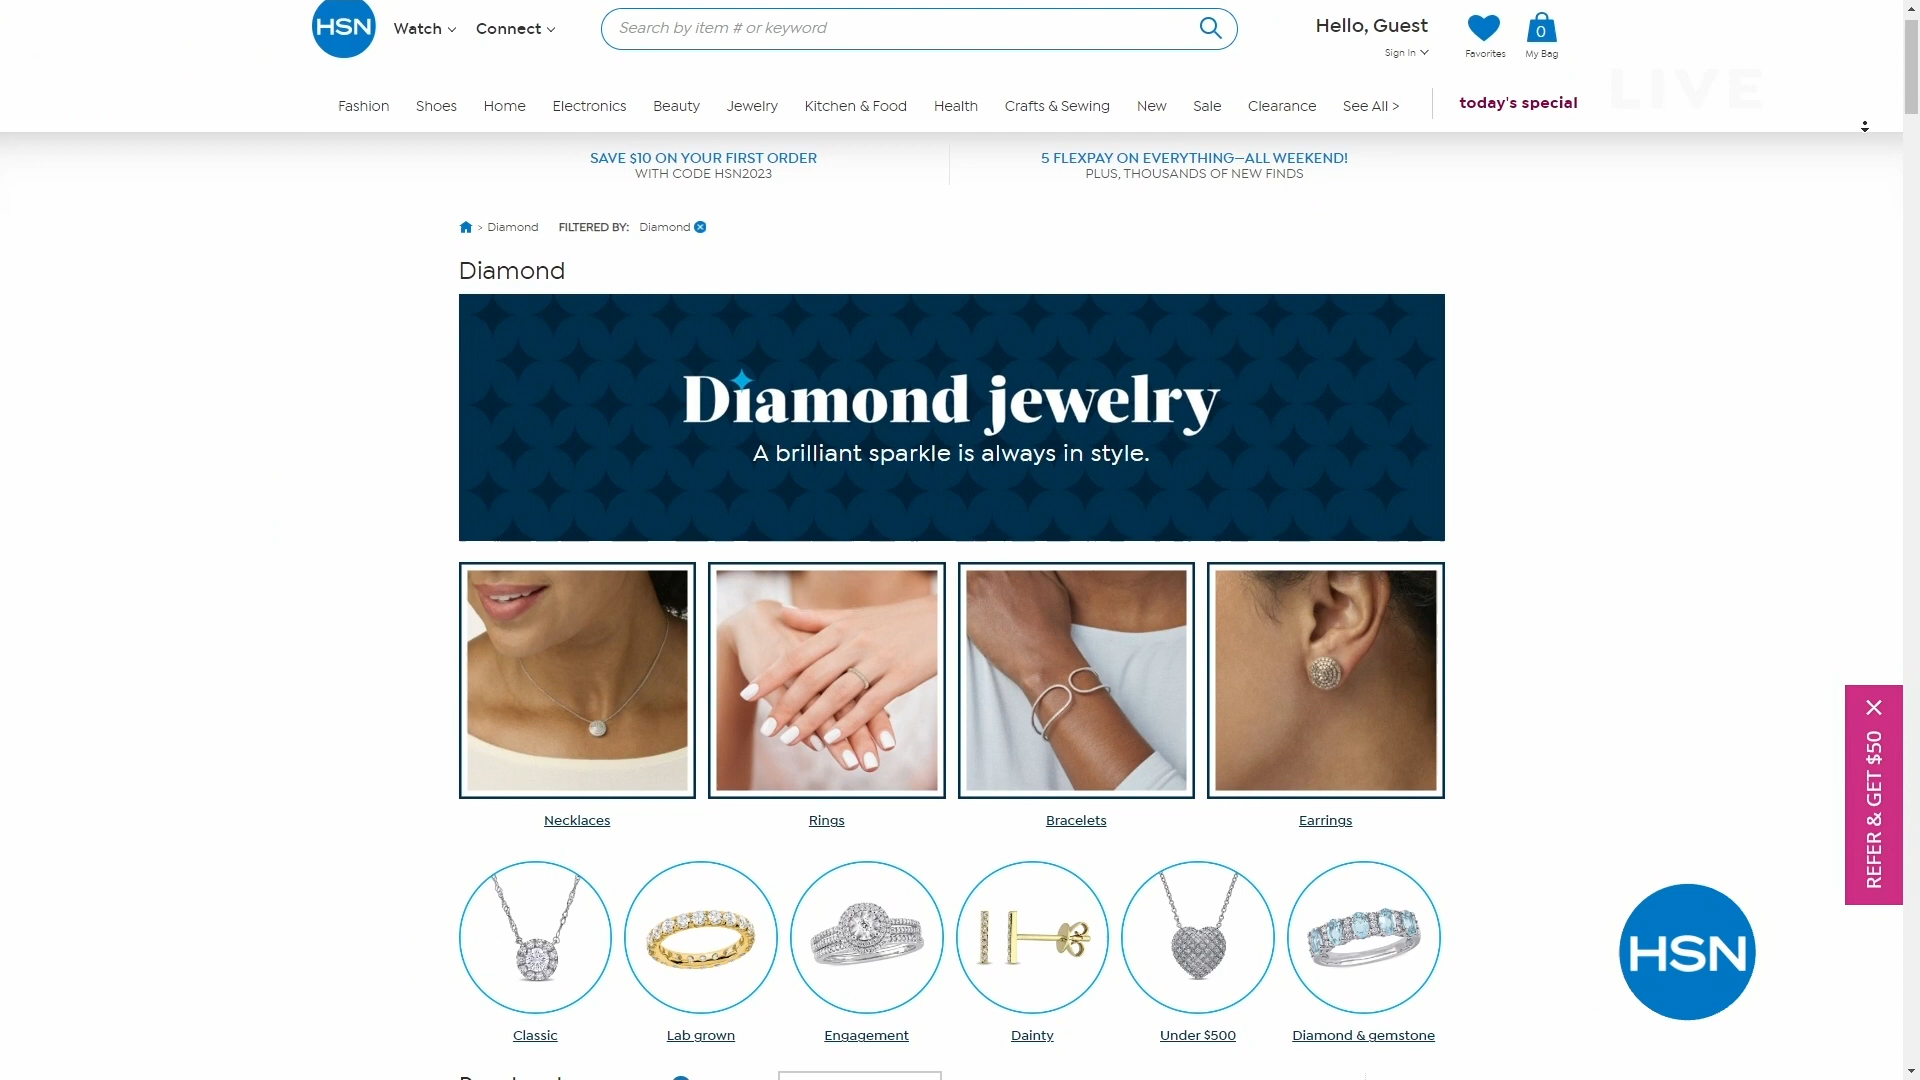 HSN
Watch
Connect
Search by item # or keyword
Hello, Guest
Sign In
Favorites
0
My Bag
LIVE
Fashion
Shoes
Home
Electronics
Beauty
Jewelry
Kitchen & Food
Health
Crafts & Sewing
New
Sale
Clearance
See All >
today's special
SAVE $10 ON YOUR FIRST ORDER
WITH CODE HSN2023
5 FLEXPAY ON EVERYTHING—ALL WEEKEND!
PLUS, THOUSANDS OF NEW FINDS
> Diamond
FILTERED BY:
Diamond
Diamond
Diamond jewelry
A brilliant sparkle is always in style.
Necklaces
Rings
Bracelets
Earrings
REFER & GET $50
Classic
Lab grown
Engagement
Dainty
Under $500
Diamond & gemstone
HSN